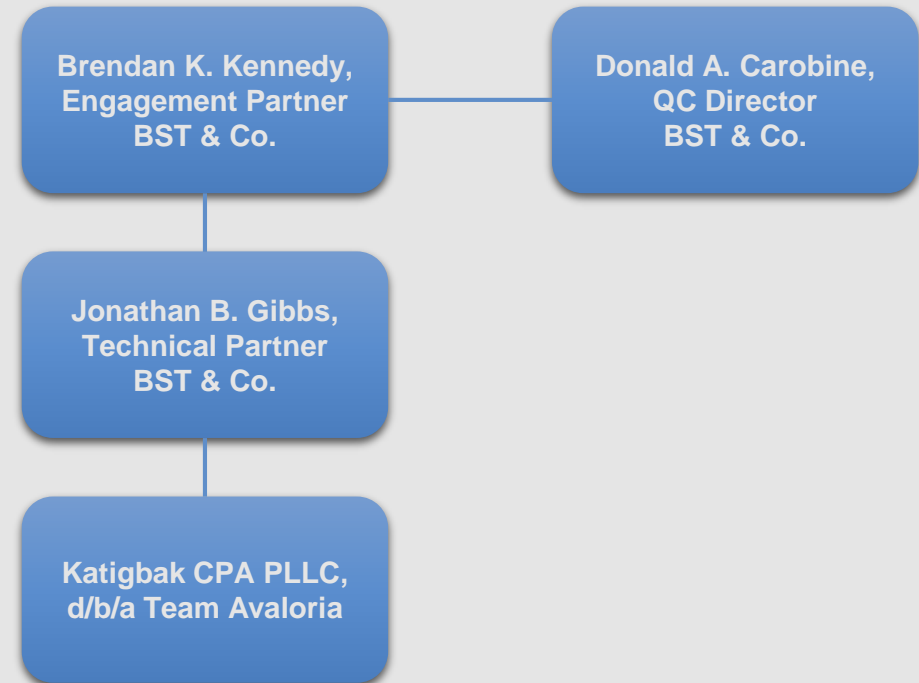 Brendan K. Kennedy,
Engagement Partner
BST & Co.
Donald A. Carobine,
QC Director
BST & Co.
Jonathan B. Gibbs,
Technical Partner
BST & Co.
Katigbak CPA PLLC,
d/b/a Team Avaloria